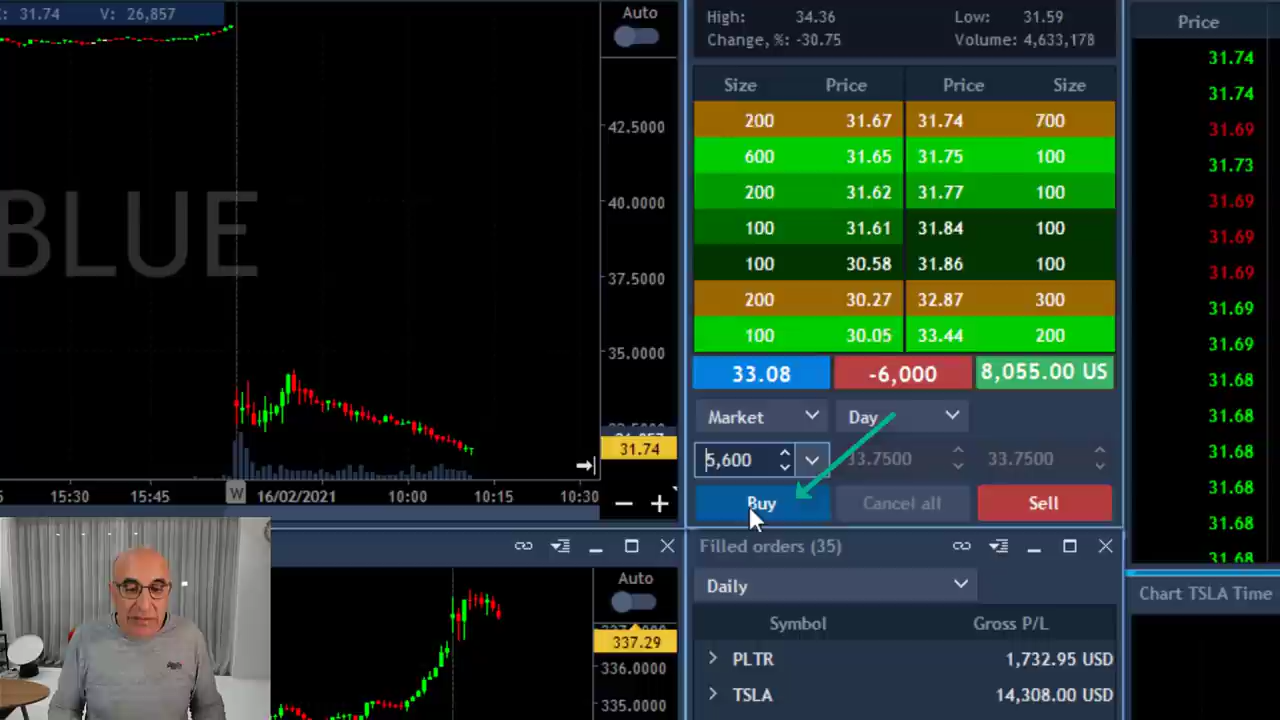 31.74 V: 26,857
Auto
BLUE
42.5000
40.0000
37.5000
35.0000
31.74
15:30 15:45 W 16/02/2021 10:00 10:15 10:30
High: 34.36 Low: 31.59
Change, %: -30.75 Volume: 4,633,178
Size Price Price Size
200 31.67 31.74 700
600 31.65 31.75 100
200 31.62 31.77 100
100 31.61 31.84 100
100 30.58 31.86 100
200 30.27 32.87 300
100 30.05 33.44 200
33.08 -6,000 8,055.00 US
Market Day
5,600 33.7500 33.7500
Buy Cancel all Sell
Price
31.74
31.74
31.69
31.73
31.69
31.69
31.69
31.69
31.69
31.68
31.68
31.68
31.68
31.68
31.68
Auto
337.29
336.0000
335.0000
Filled orders (35)
Daily
Symbol Gross P/L
PLTR 1,732.95 USD
TSLA 14,308.00 USD
Chart TSLA Time